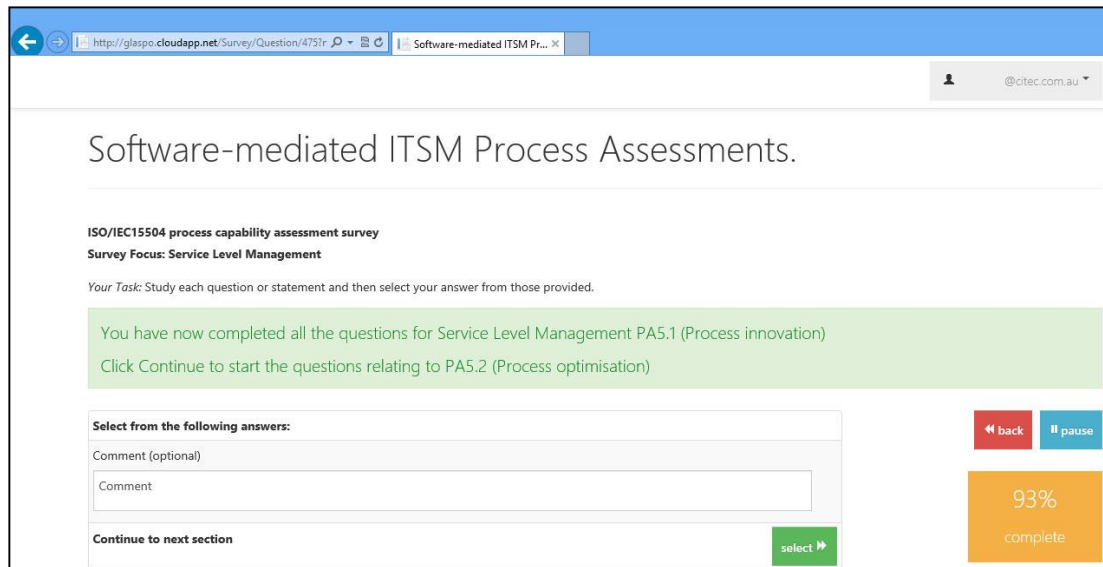 http://glaspo.cloudapp.net/Survey/Question/475?r
Software-mediated ITSM Pr...
@citec.com.au
Software-mediated ITSM Process Assessments.
ISO/IEC15504 process capability assessment survey
Survey Focus: Service Level Management
Your Task: Study each question or statement and then select your answer from those provided.
You have now completed all the questions for Service Level Management PA5.1 (Process innovation)
Click Continue to start the questions relating to PA5.2 (Process optimisation)
Select from the following answers:
back
pause
Comment (optional)
Comment
93%
complete
Continue to next section
select